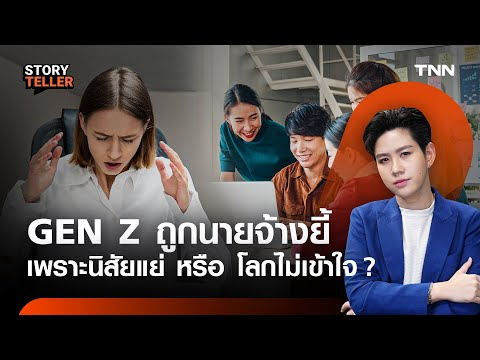 STORY
TELLER
TNN
GEN Z ถูกนายจ้างยี้
เพราะนิสัยแย่ หรือ โลกไม่เข้าใจ ?